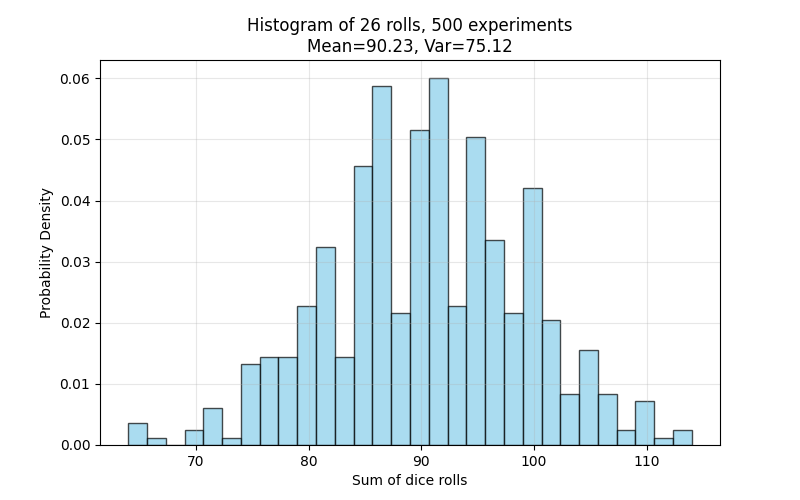 Histogram of 26 rolls, 500 experiments
Mean=90.23, Var=75.12
Probability Density
0.06
0.05
0.04
0.03
0.02
0.01
0.00
70 80 90 100 110
Sum of dice rolls